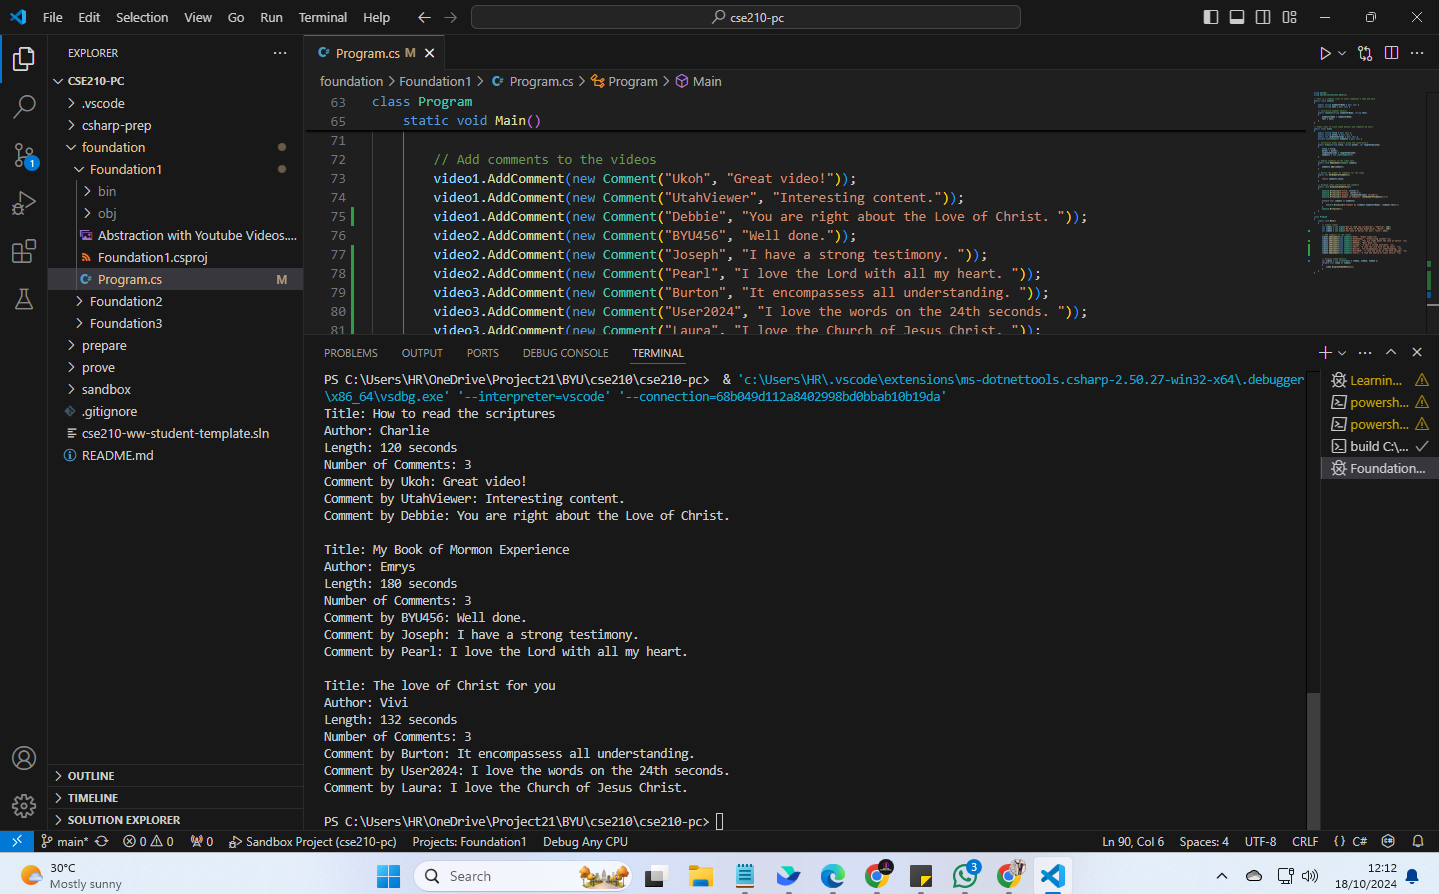 File Edit Selection View Go Run Terminal Help
cse210-pc
EXPLORER
CSE210-PC
.vscode
csharp-prep
foundation
Foundation1
bin
obj
Abstraction with Youtube Videos....
Foundation1.csproj
Program.cs M
Foundation2
Foundation3
prepare
prove
sandbox
.gitignore
cse210-ww-student-template.sln
README.md
OUTLINE
TIMELINE
SOLUTION EXPLORER
1
Program.cs M
foundation > Foundation1 > Program.cs > Program > Main
63 class Program
65 static void Main()
71
72 // Add comments to the videos
73 video1.AddComment(new Comment("Ukoh", "Great video!"));
74 video1.AddComment(new Comment("UtahViewer", "Interesting content."));
75 video1.AddComment(new Comment("Debbie", "You are right about the Love of Christ. "));
76 video2.AddComment(new Comment("BYU456", "Well done."));
77 video2.AddComment(new Comment("Joseph", "I have a strong testimony. "));
78 video2.AddComment(new Comment("Pearl", "I love the Lord with all my heart. "));
79 video3.AddComment(new Comment("Burton", "It encompassess all understanding. "));
80 video3.AddComment(new Comment("User2024", "I love the words on the 24th seconds. "));
81 video3.AddComment(new Comment("Laura", "I love the Church of Jesus Christ. "));
PROBLEMS OUTPUT PORTS DEBUG CONSOLE TERMINAL
PS C:\Users\HR\OneDrive\Project21\BYU\cse210\cse210-pc> & 'c:\Users\HR\.vscode\extensions\ms-dotnettools.csharp-2.50.27-win32-x64\.debugger
\x86_64\vsdbg.exe' '--interpreter=vscode' '--connection=68b049d112a8402998bd0bbab10b19da'
Title: How to read the scriptures
Author: Charlie
Length: 120 seconds
Number of Comments: 3
Comment by Ukoh: Great video!
Comment by UtahViewer: Interesting content.
Comment by Debbie: You are right about the Love of Christ.
Title: My Book of Mormon Experience
Author: Emrys
Length: 180 seconds
Number of Comments: 3
Comment by BYU456: Well done.
Comment by Joseph: I have a strong testimony.
Comment by Pearl: I love the Lord with all my heart.
Title: The love of Christ for you
Author: Vivi
Length: 132 seconds
Number of Comments: 3
Comment by Burton: It encompassess all understanding.
Comment by User2024: I love the words on the 24th seconds.
Comment by Laura: I love the Church of Jesus Christ.
PS C:\Users\HR\OneDrive\Project21\BYU\cse210\cse210-pc>
Learnin...
powersh...
powersh...
build C:\...
Foundation...
main* 0 0 0 Sandbox Project (cse210-pc) Projects: Foundation1 Debug Any CPU Ln 90, Col 6 Spaces: 4 UTF-8 CRLF {} C#
30°C
Mostly sunny
Search
3
12:12
18/10/2024